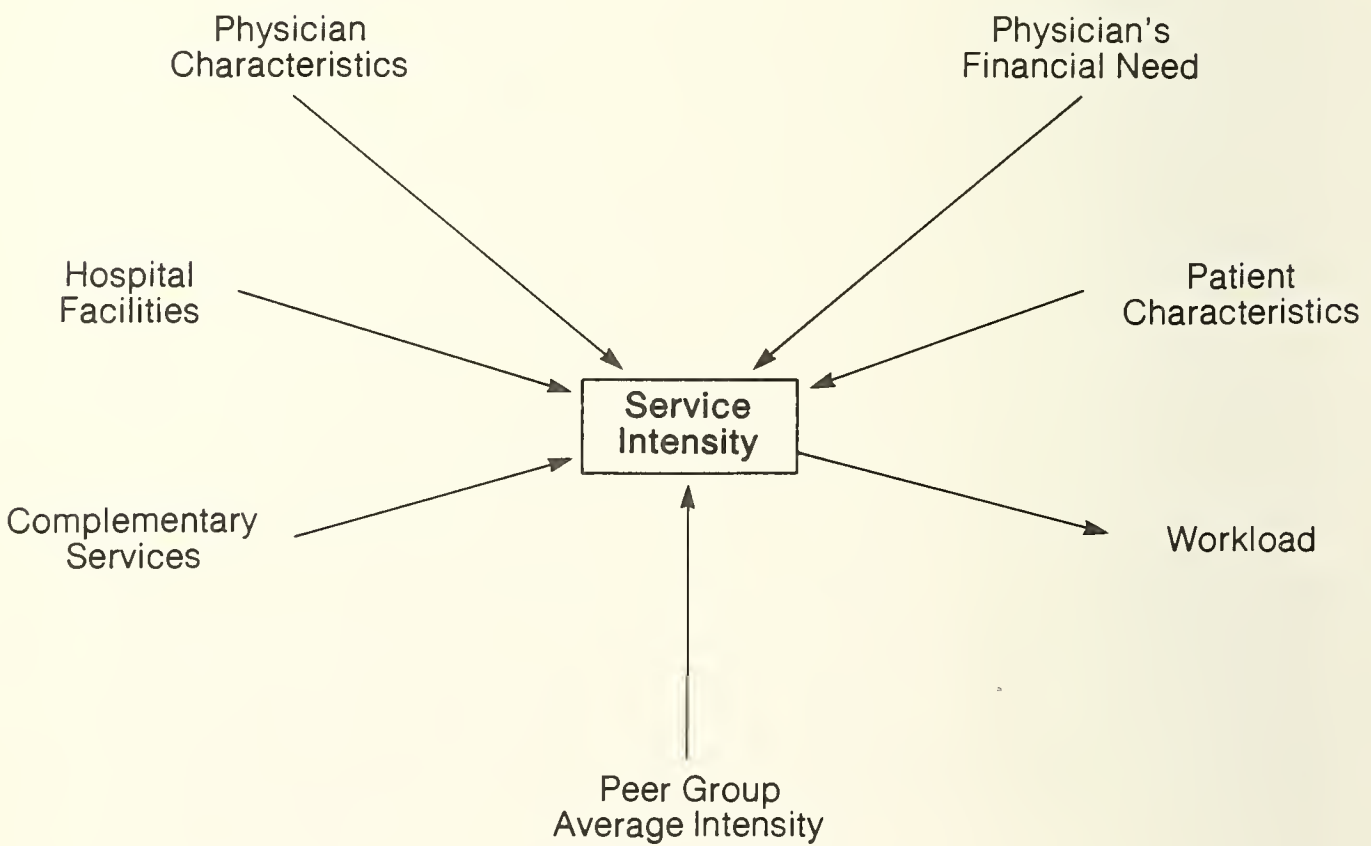 Physician
Characteristics
Physician's
Financial Need
Hospital
Facilities
Patient
Characteristics
Service
Intensity
Complementary
Services
Workload
Peer Group
Average Intensity